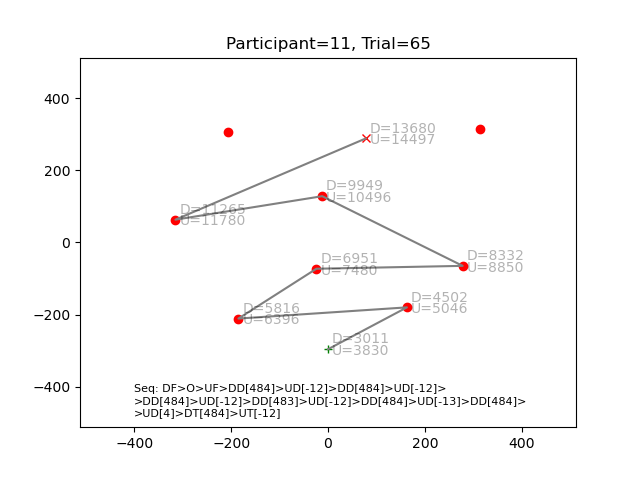 Participant=11, Trial=65
400
200
0
−200
−400
−400
−200
0
200
400
D=13680
U=14497
D=9949
U=10496
D=11265
U=11780
D=8332
U=8850
D=6951
U=7480
D=4502
U=5046
D=5816
U=6396
D=3011
U=3830
Seq: DF>O>UF>DD[484]>UD[-12]>DD[484]>UD[-12]>
>DD[484]>UD[-12]>DD[483]>UD[-12]>DD[484]>UD[-13]>DD[484]>
>UD[4]>DT[484]>UT[-12]